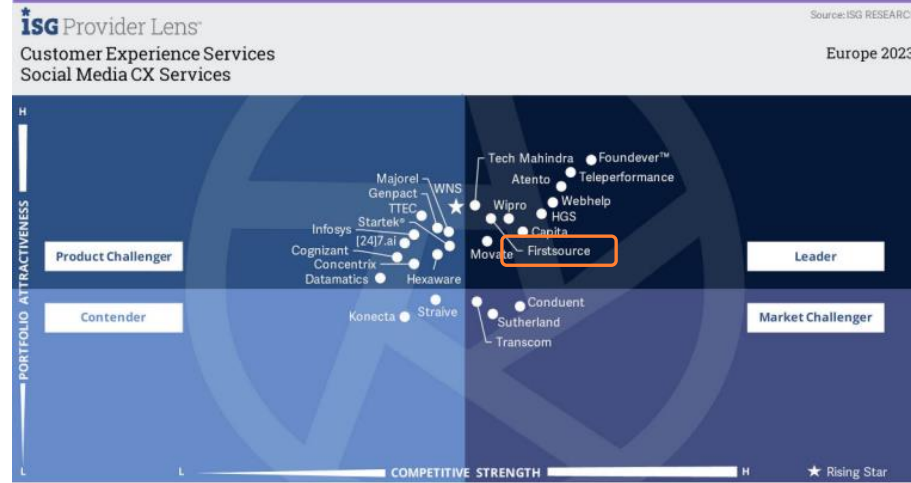 isG Provider Lens™
Source: ISG RESEARC
Customer Experience Services
Social Media CX Services
Europe 2023
H
Tech Mahindra
Foundever™
Majorel
WNS
Atento
Teleperformance
Genpact
TTEC
Wipro
Webhelp
Startek®
HGS
Infosys
Capita
[24]7.ai
Movate
Firstsource
Cognizant
Product Challenger
Leader
Concentrix
Datamatics
Hexaware
Contender
Konecta
Straive
Conduent
Sutherland
Market Challenger
Transcom
PORTFOLIO ATTRACTIVENESS
L
L
COMPETITIVE STRENGTH
H
★ Rising Star